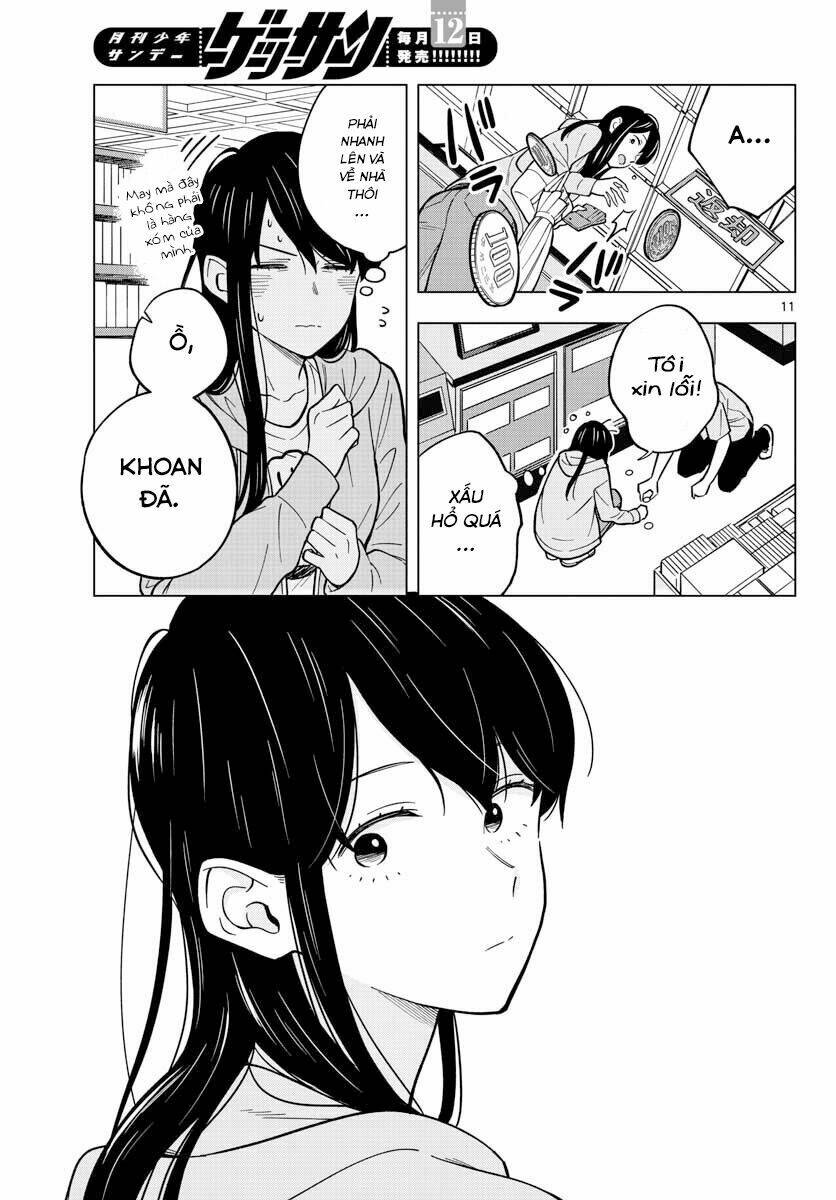 月刊少年
サンデー
ゲッサン
毎月12日
発売!!!!!!!!!
A...
返却
100
11
Tôi
xin lỗi!
XẤU
HỔ QUÁ
...
PHẢI
NHANH
LÊN VÀ
VỀ NHÀ
THÔI
...
May mà đây
không phải
là hàng
xóm của
mình.
Ồ,
KHOAN
ĐÃ.